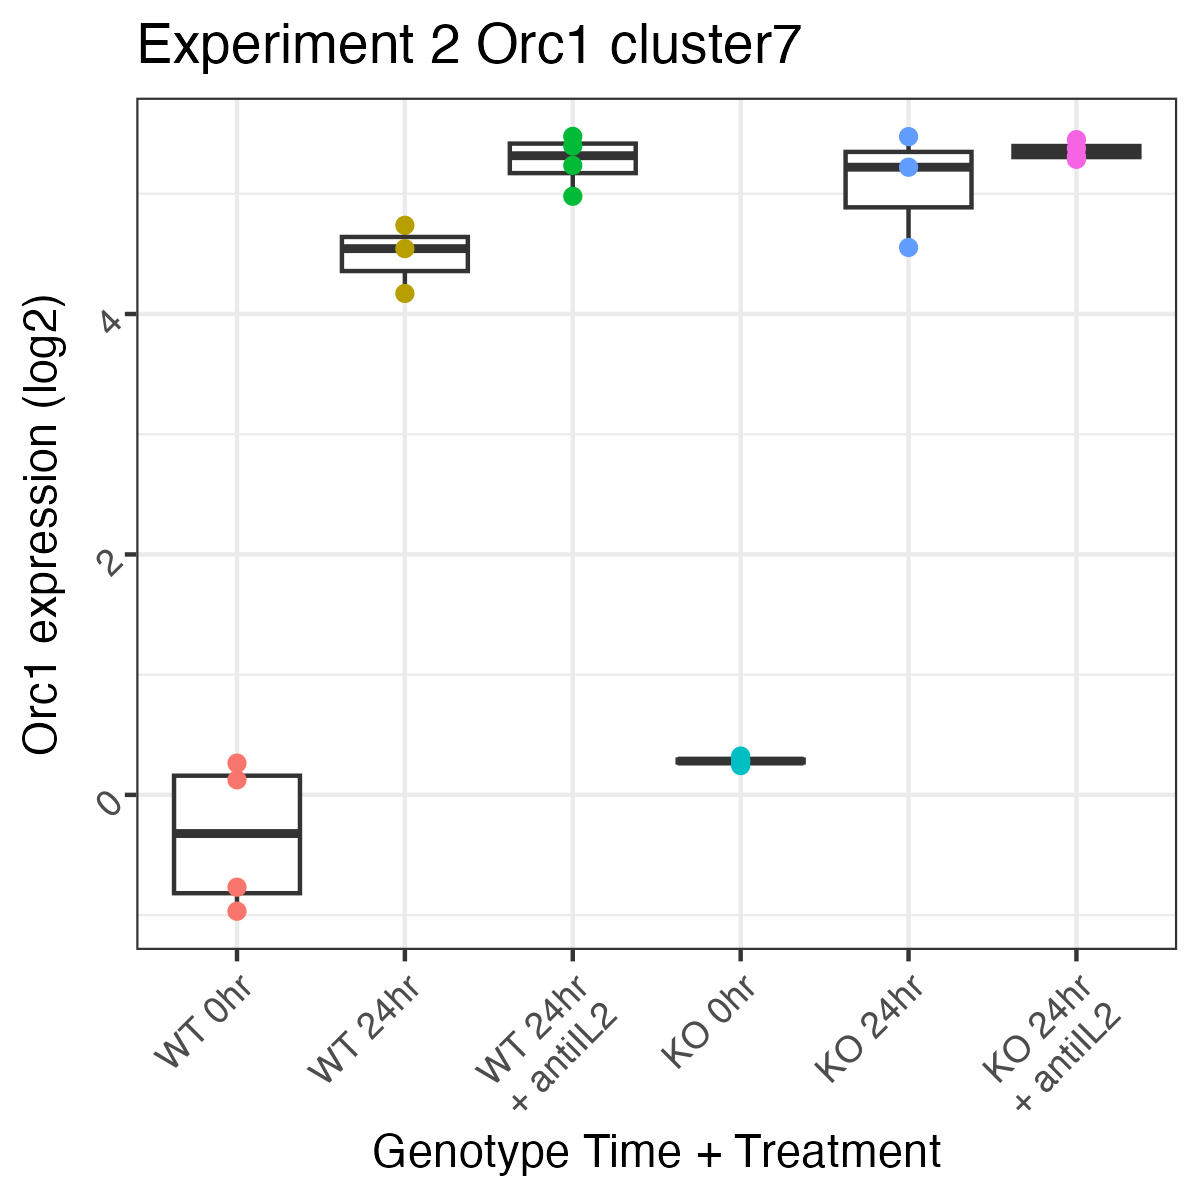 Experiment 2 Orc1 cluster7
Orc1 expression (log2)
4
2
0
WT 0hr
WT 24hr
WT 24hr
+ antiIL2
KO 0hr
KO 24hr
KO 24hr
+ antiIL2
Genotype Time + Treatment